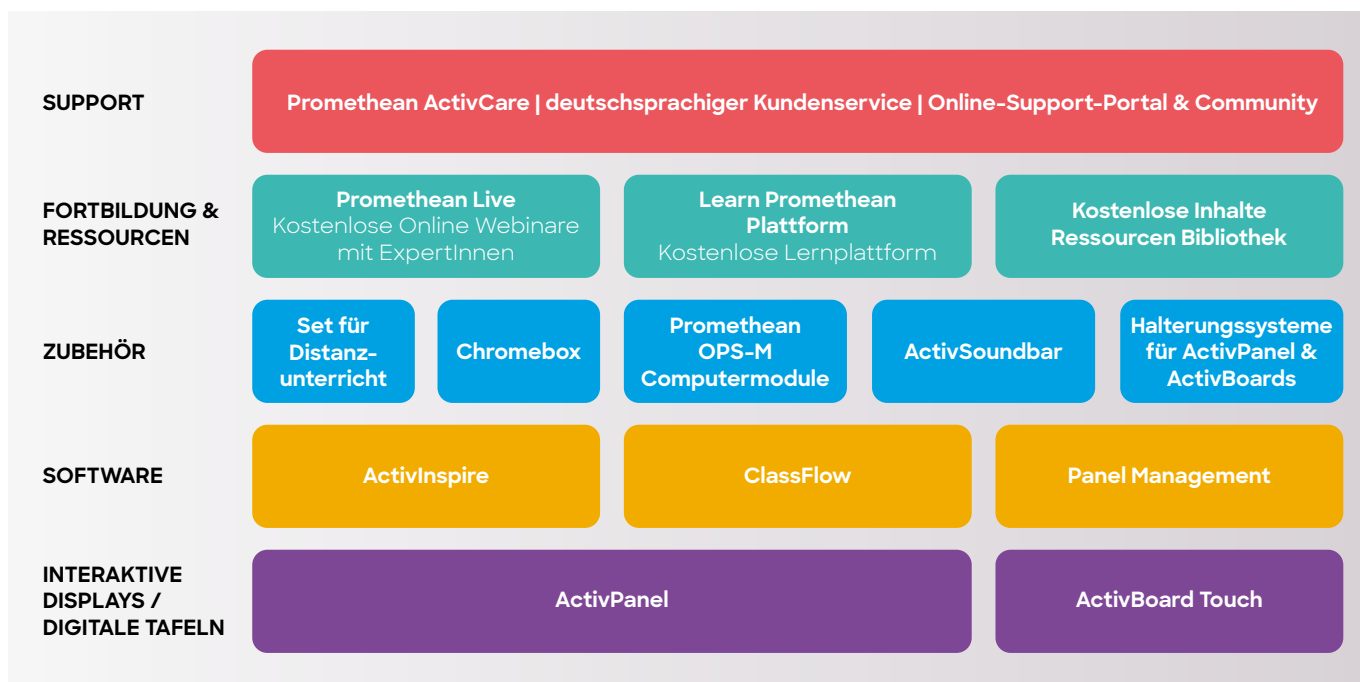 SUPPORT
Promethean ActivCare | deutschsprachiger Kundenservice | Online-Support-Portal & Community
FORTBILDUNG &
RESSOURCEN
Promethean Live
Kostenlose Online Webinare
mit ExpertInnen
Learn Promethean
Plattform
Kostenlose Lernplattform
Kostenlose Inhalte
Ressourcen Bibliothek
ZUBEHÖR
Set für
Distanz-
unterricht
Chromebox
Promethean
OPS-M
Computermodule
ActivSoundbar
Halterungssysteme
für ActivPanel &
ActivBoards
SOFTWARE
ActivInspire
ClassFlow
Panel Management
INTERAKTIVE
DISPLAYS /
DIGITALE TAFELN
ActivPanel
ActivBoard Touch